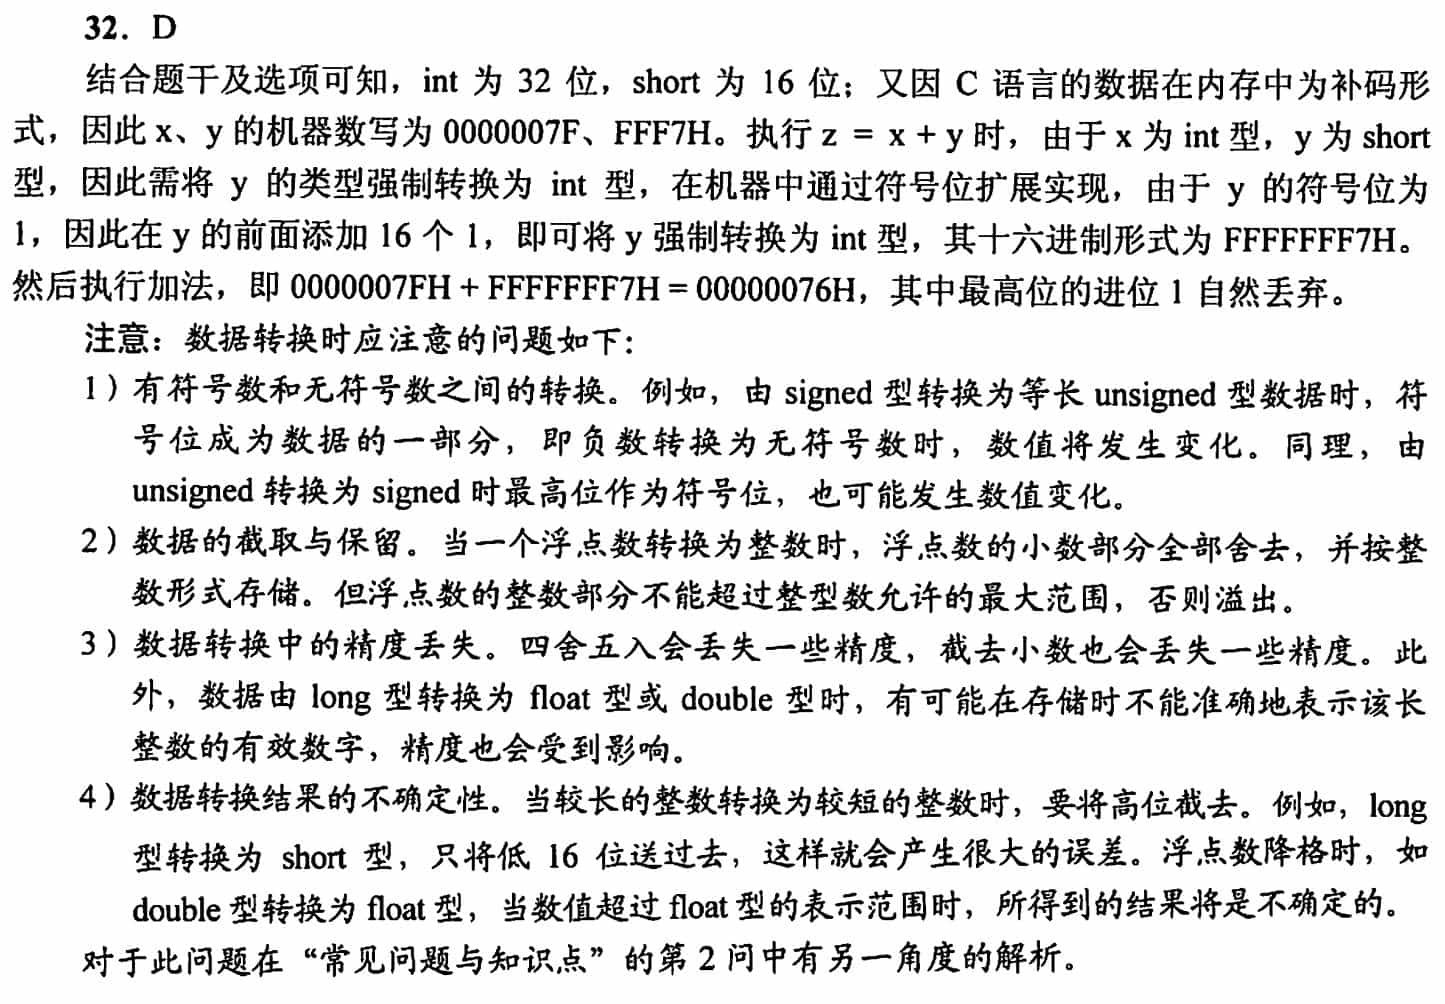 32. D
结合题干及选项可知，int 为 32 位，short 为 16 位；又因 C 语言的数据在内存中为补码形
式，因此 x、y 的机器数写为 0000007F、FFF7H。执行 z = x + y 时，由于 x 为 int 型，y 为 short
型，因此需将 y 的类型强制转换为 int 型，在机器中通过符号位扩展实现，由于 y 的符号位为
1，因此在 y 的前面添加 16 个 1，即可将 y 强制转换为 int 型，其十六进制形式为 FFFFFFF7H。
然后执行加法，即 0000007FH + FFFFFFF7H = 00000076H，其中最高位的进位 1 自然丢弃。
注意：数据转换时应注意的问题如下：
1）有符号数和无符号数之间的转换。例如，由 signed 型转换为等长 unsigned 型数据时，符
号位成为数据的一部分，即负数转换为无符号数时，数值将发生变化。同理，由
unsigned 转换为 signed 时最高位作为符号位，也可能发生数值变化。
2）数据的截取与保留。当一个浮点数转换为整数时，浮点数的小数部分全部舍去，并按整
数形式存储。但浮点数的整数部分不能超过整型数允许的最大范围，否则溢出。
3）数据转换中的精度丢失。四舍五入会丢失一些精度，截去小数也会丢失一些精度。此
外，数据由 long 型转换为 float 型或 double 型时，有可能在存储时不能准确地表示该长
整数的有效数字，精度也会受到影响。
4）数据转换结果的不确定性。当较长的整数转换为较短的整数时，要将高位截去。例如，long
型转换为 short 型，只将低 16 位送过去，这样就会产生很大的误差。浮点数降格时，如
double 型转换为 float 型，当数值超过 float 型的表示范围时，所得到的结果将是不确定的。
对于此问题在“常见问题与知识点”的第 2 问中有另一角度的解析。